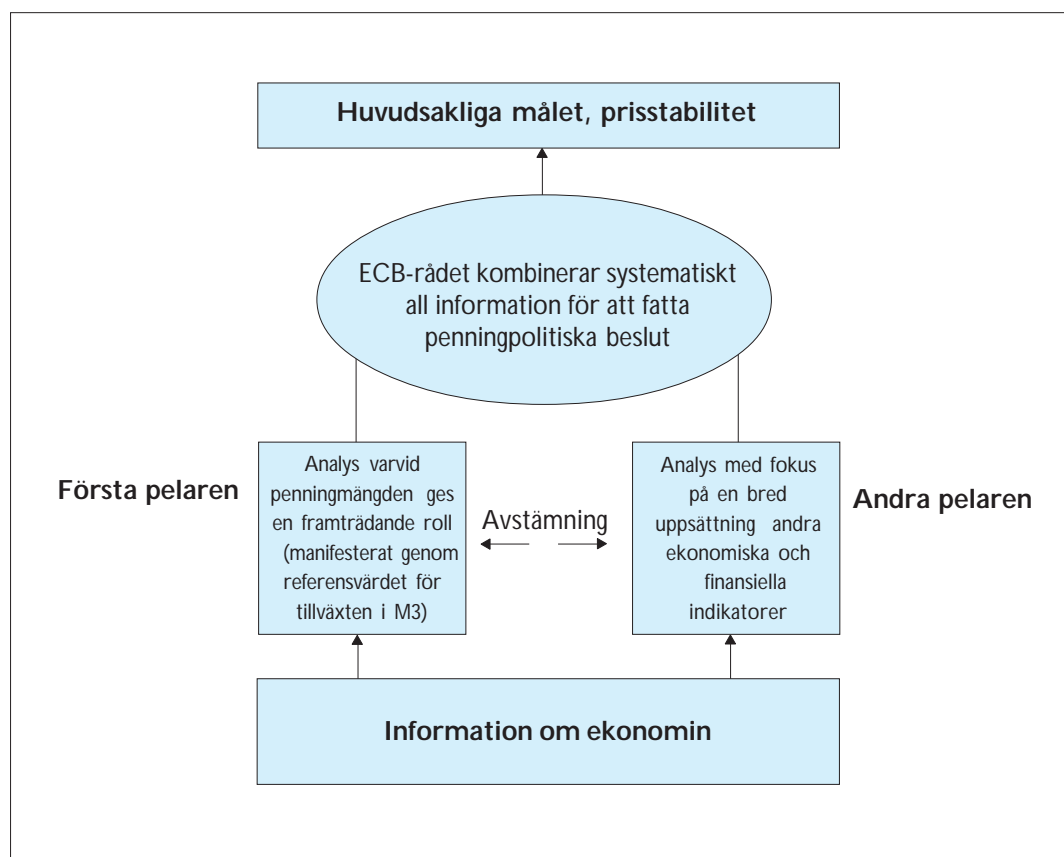 Huvudsakliga målet, prisstabilitet
ECB-rådet kombinerar systematiskt
all information för att fatta
penningpolitiska beslut
Första pelaren
Analys varvid
penningmängden ges
en framträdande roll
(manifesterat genom
referensvärdet för
tillväxten i M3)
Avstämning
Analys med fokus
på en bred
uppsättning andra
ekonomiska och
finansiella
indikatorer
Andra pelaren
Information om ekonomin